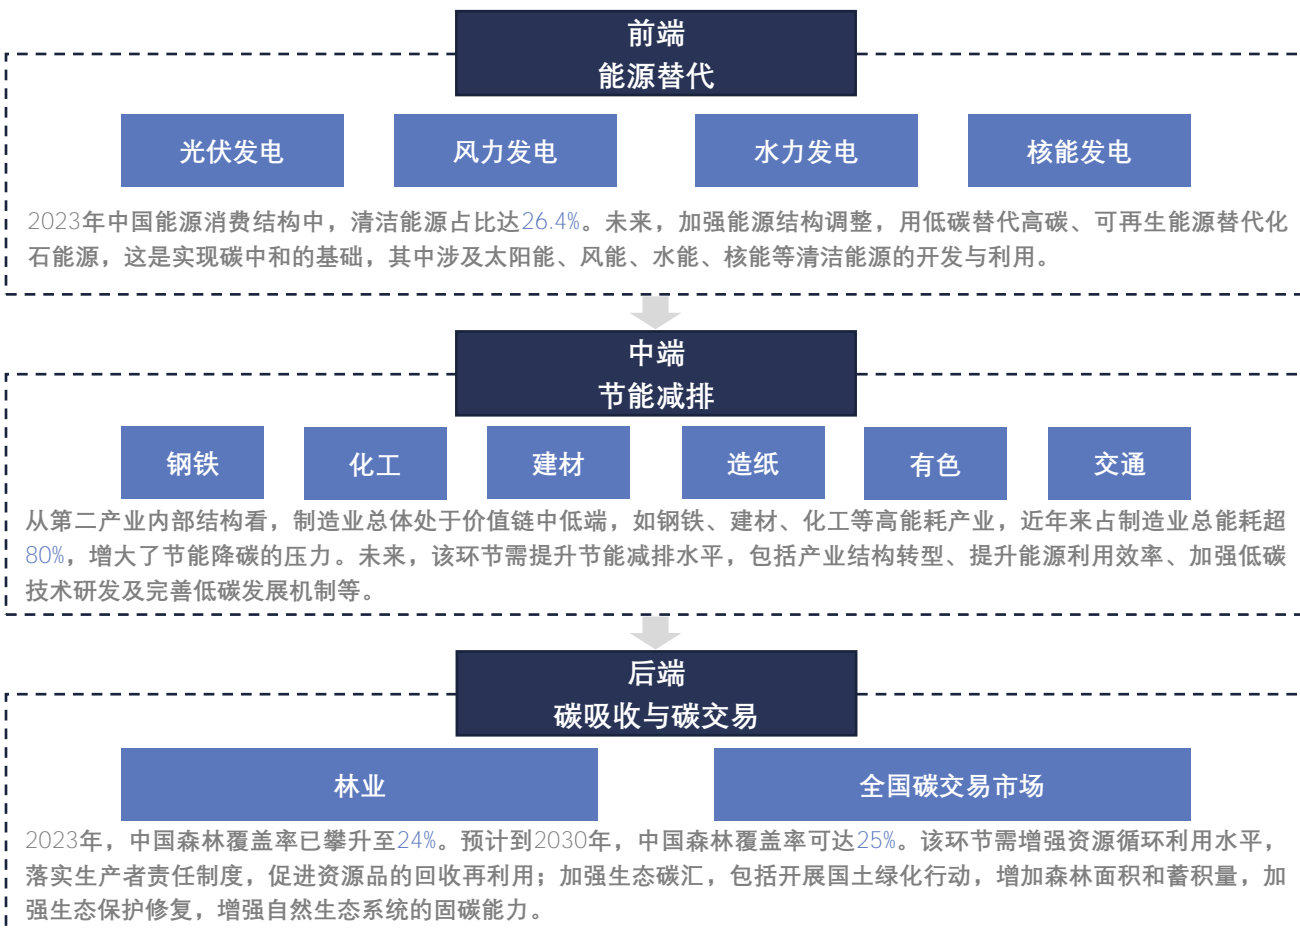 前端
能源替代
光伏发电
风力发电
水力发电
核能发电
2023年中国能源消费结构中，清洁能源占比达26.4%。未来，加强能源结构调整，用低碳替代高碳、可再生能源替代化
石能源，这是实现碳中和的基础，其中涉及太阳能、风能、水能、核能等清洁能源的开发与利用。
中端
节能减排
钢铁
化工
建材
造纸
有色
交通
从第二产业内部结构看，制造业总体处于价值链中低端，如钢铁、建材、化工等高能耗产业，近年来占制造业总能耗超
80%，增大了节能降碳的压力。未来，该环节需提升节能减排水平，包括产业结构转型、提升能源利用效率、加强低碳
技术研发及完善低碳发展机制等。
后端
碳吸收与碳交易
林业
全国碳交易市场
2023年，中国森林覆盖率已攀升至24%。预计到2030年，中国森林覆盖率可达25%。该环节需增强资源循环利用水平，
落实生产者责任制度，促进资源品的回收再利用；加强生态碳汇，包括开展国土绿化行动，增加森林面积和蓄积量，加
强生态保护修复，增强自然生态系统的固碳能力。